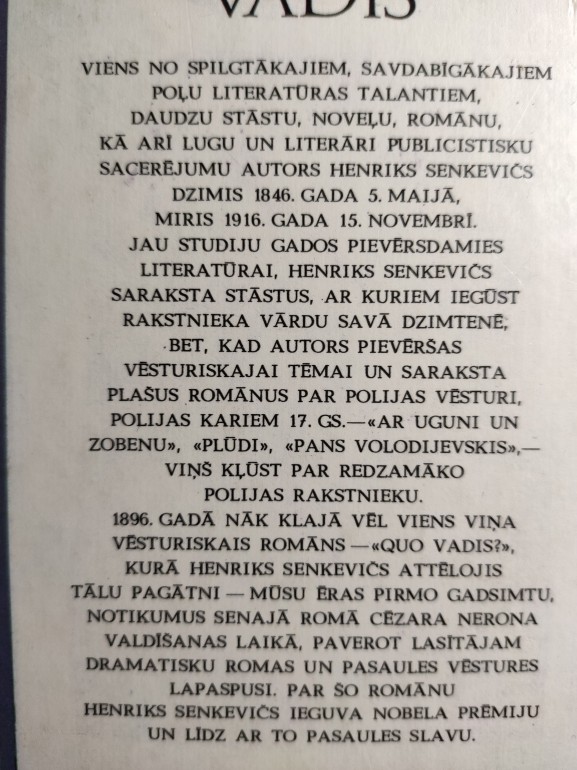 VADIS
VIENS NO SPILGTĀKAJIEM, SAVDABĪGĀKAJIEM
POĻU LITERATŪRAS TALANTIEM,
DAUDZU STĀSTU, NOVEĻU, ROMĀNU,
KĀ ARĪ LUGU UN LITERĀRI PUBLICISTISKU
SACERĒJUMU AUTORS HENRIKS SENKEVIČS
DZIMIS 1846. GADA 5. MAIJĀ,
MIRIS 1916. GADA 15. NOVEMBRĪ.
JAU STUDIJU GADOS PIEVĒRSDAMIES
LITERATŪRAI, HENRIKS SENKEVIČS
SARAKSTA STĀSTUS, AR KURIEM IEGŪST
RAKSTNIEKA VĀRDU SAVĀ DZIMTENĒ,
BET, KAD AUTORS PIEVĒRŠAS
VĒSTURISKAJAI TĒMAI UN SARAKSTA
PLAŠUS ROMĀNUS PAR POLIJAS VĒSTURI,
POLIJAS KARIEM 17. GS.—«AR UGUNI UN
ZOBENU», «PLŪDI», «PANS VOLODIJEVSKIS»,—
VIŅŠ KĻŪST PAR REDZAMĀKO
POLIJAS RAKSTNIEKU.
1896. GADĀ NĀK KLAJĀ VĒL VIENS VIŅA
VĒSTURISKAIS ROMĀNS—«QUO VADIS?»,
KURĀ HENRIKS SENKEVIČS ATTĒLOJIS
TĀLU PAGĀTNI — MŪSU ĒRAS PIRMO GADSIMTU,
NOTIKUMUS SENAJĀ ROMĀ CĒZARA NERONA
VALDĪŠANAS LAIKĀ, PAVEROT LASĪTĀJAM
DRAMATISKU ROMAS UN PASAULES VĒSTURES
LAPASPUSI. PAR ŠO ROMĀNU
HENRIKS SENKEVIČS IEGUVA NOBELA PRĒMIJU
UN LĪDZ AR TO PASAULES SLAVU.